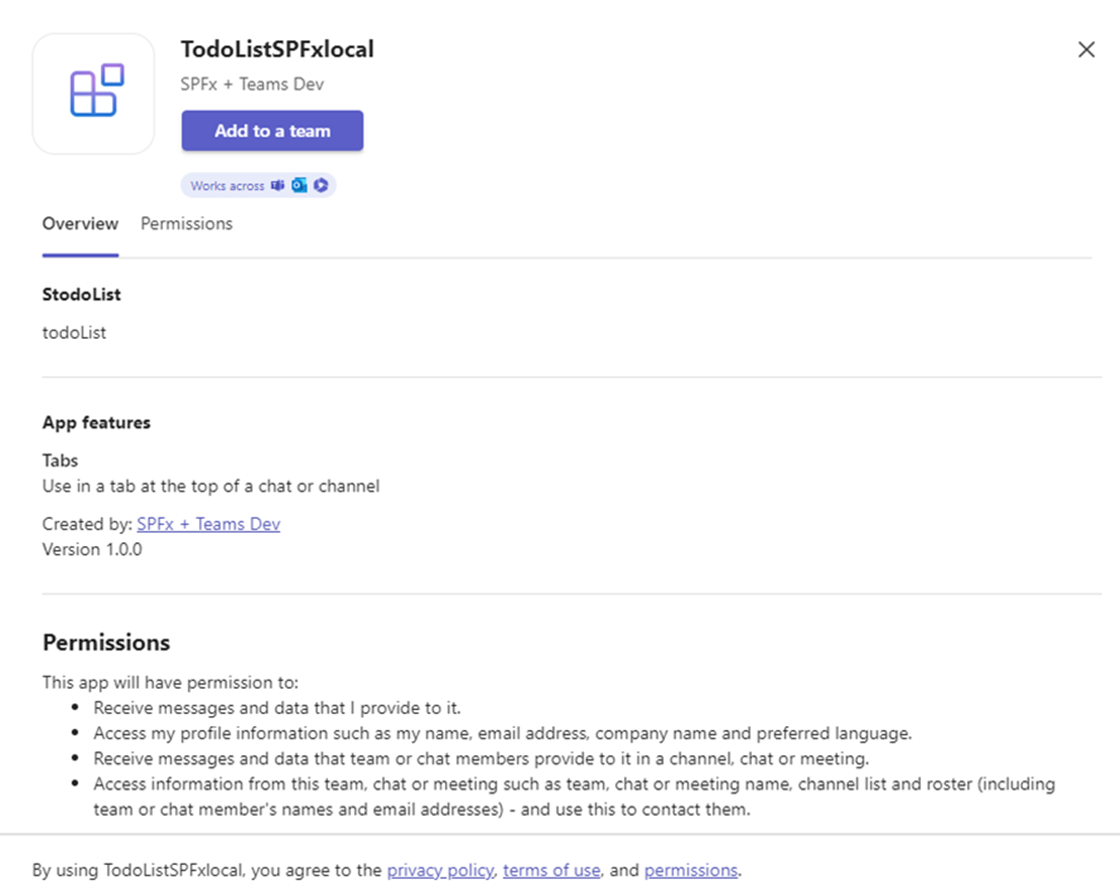 TodoListSPFxlocal
SPFx + Teams Dev
Add to a team
Works across
Overview Permissions
StodoList
todoList
App features
Tabs
Use in a tab at the top of a chat or channel
Created by: SPFx + Teams Dev
Version 1.0.0
Permissions
This app will have permission to:
• Receive messages and data that I provide to it.
• Access my profile information such as my name, email address, company name and preferred language.
• Receive messages and data that team or chat members provide to it in a channel, chat or meeting.
• Access information from this team, chat or meeting such as team, chat or meeting name, channel list and roster (including
team or chat member's names and email addresses) - and use this to contact them.
By using TodoListSPFxlocal, you agree to the privacy policy, terms of use, and permissions.